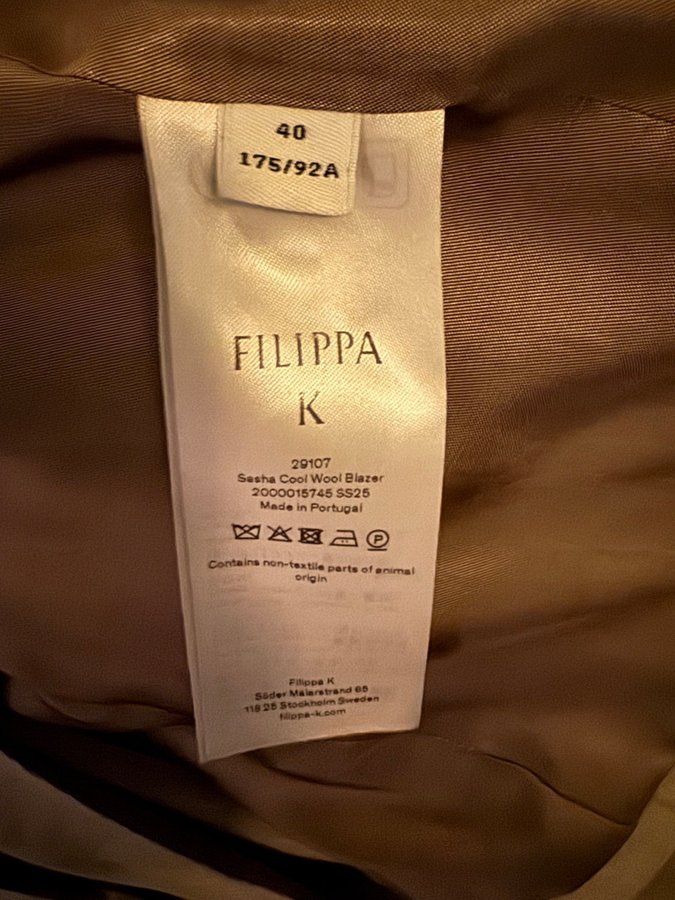 40
175/92A
FILIPPA
K
29107
Sasha Cool Wool Blazer
2000015745 SS25
Made in Portugal
P
Contains non-textile parts of animal
origin
Filippa K
Söder Mälarstrand 65
118 25 Stockholm Sweden
filippa-k.com